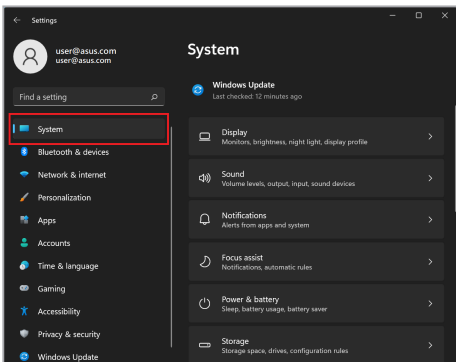 Settings
user@asus.com
user@asus.com
Find a setting
System
Bluetooth & devices
Network & internet
Personalization
Apps
Accounts
Time & language
Gaming
Accessibility
Privacy & security
Windows Update
System
Windows Update
Last checked: 12 minutes ago
Display
Monitors, brightness, night light, display profile
Sound
Volume levels, output, input, sound devices
Notifications
Alerts from apps and system
Focus assist
Notifications, automatic rules
Power & battery
Sleep, battery usage, battery saver
Storage
Storage space, drives, configuration rules